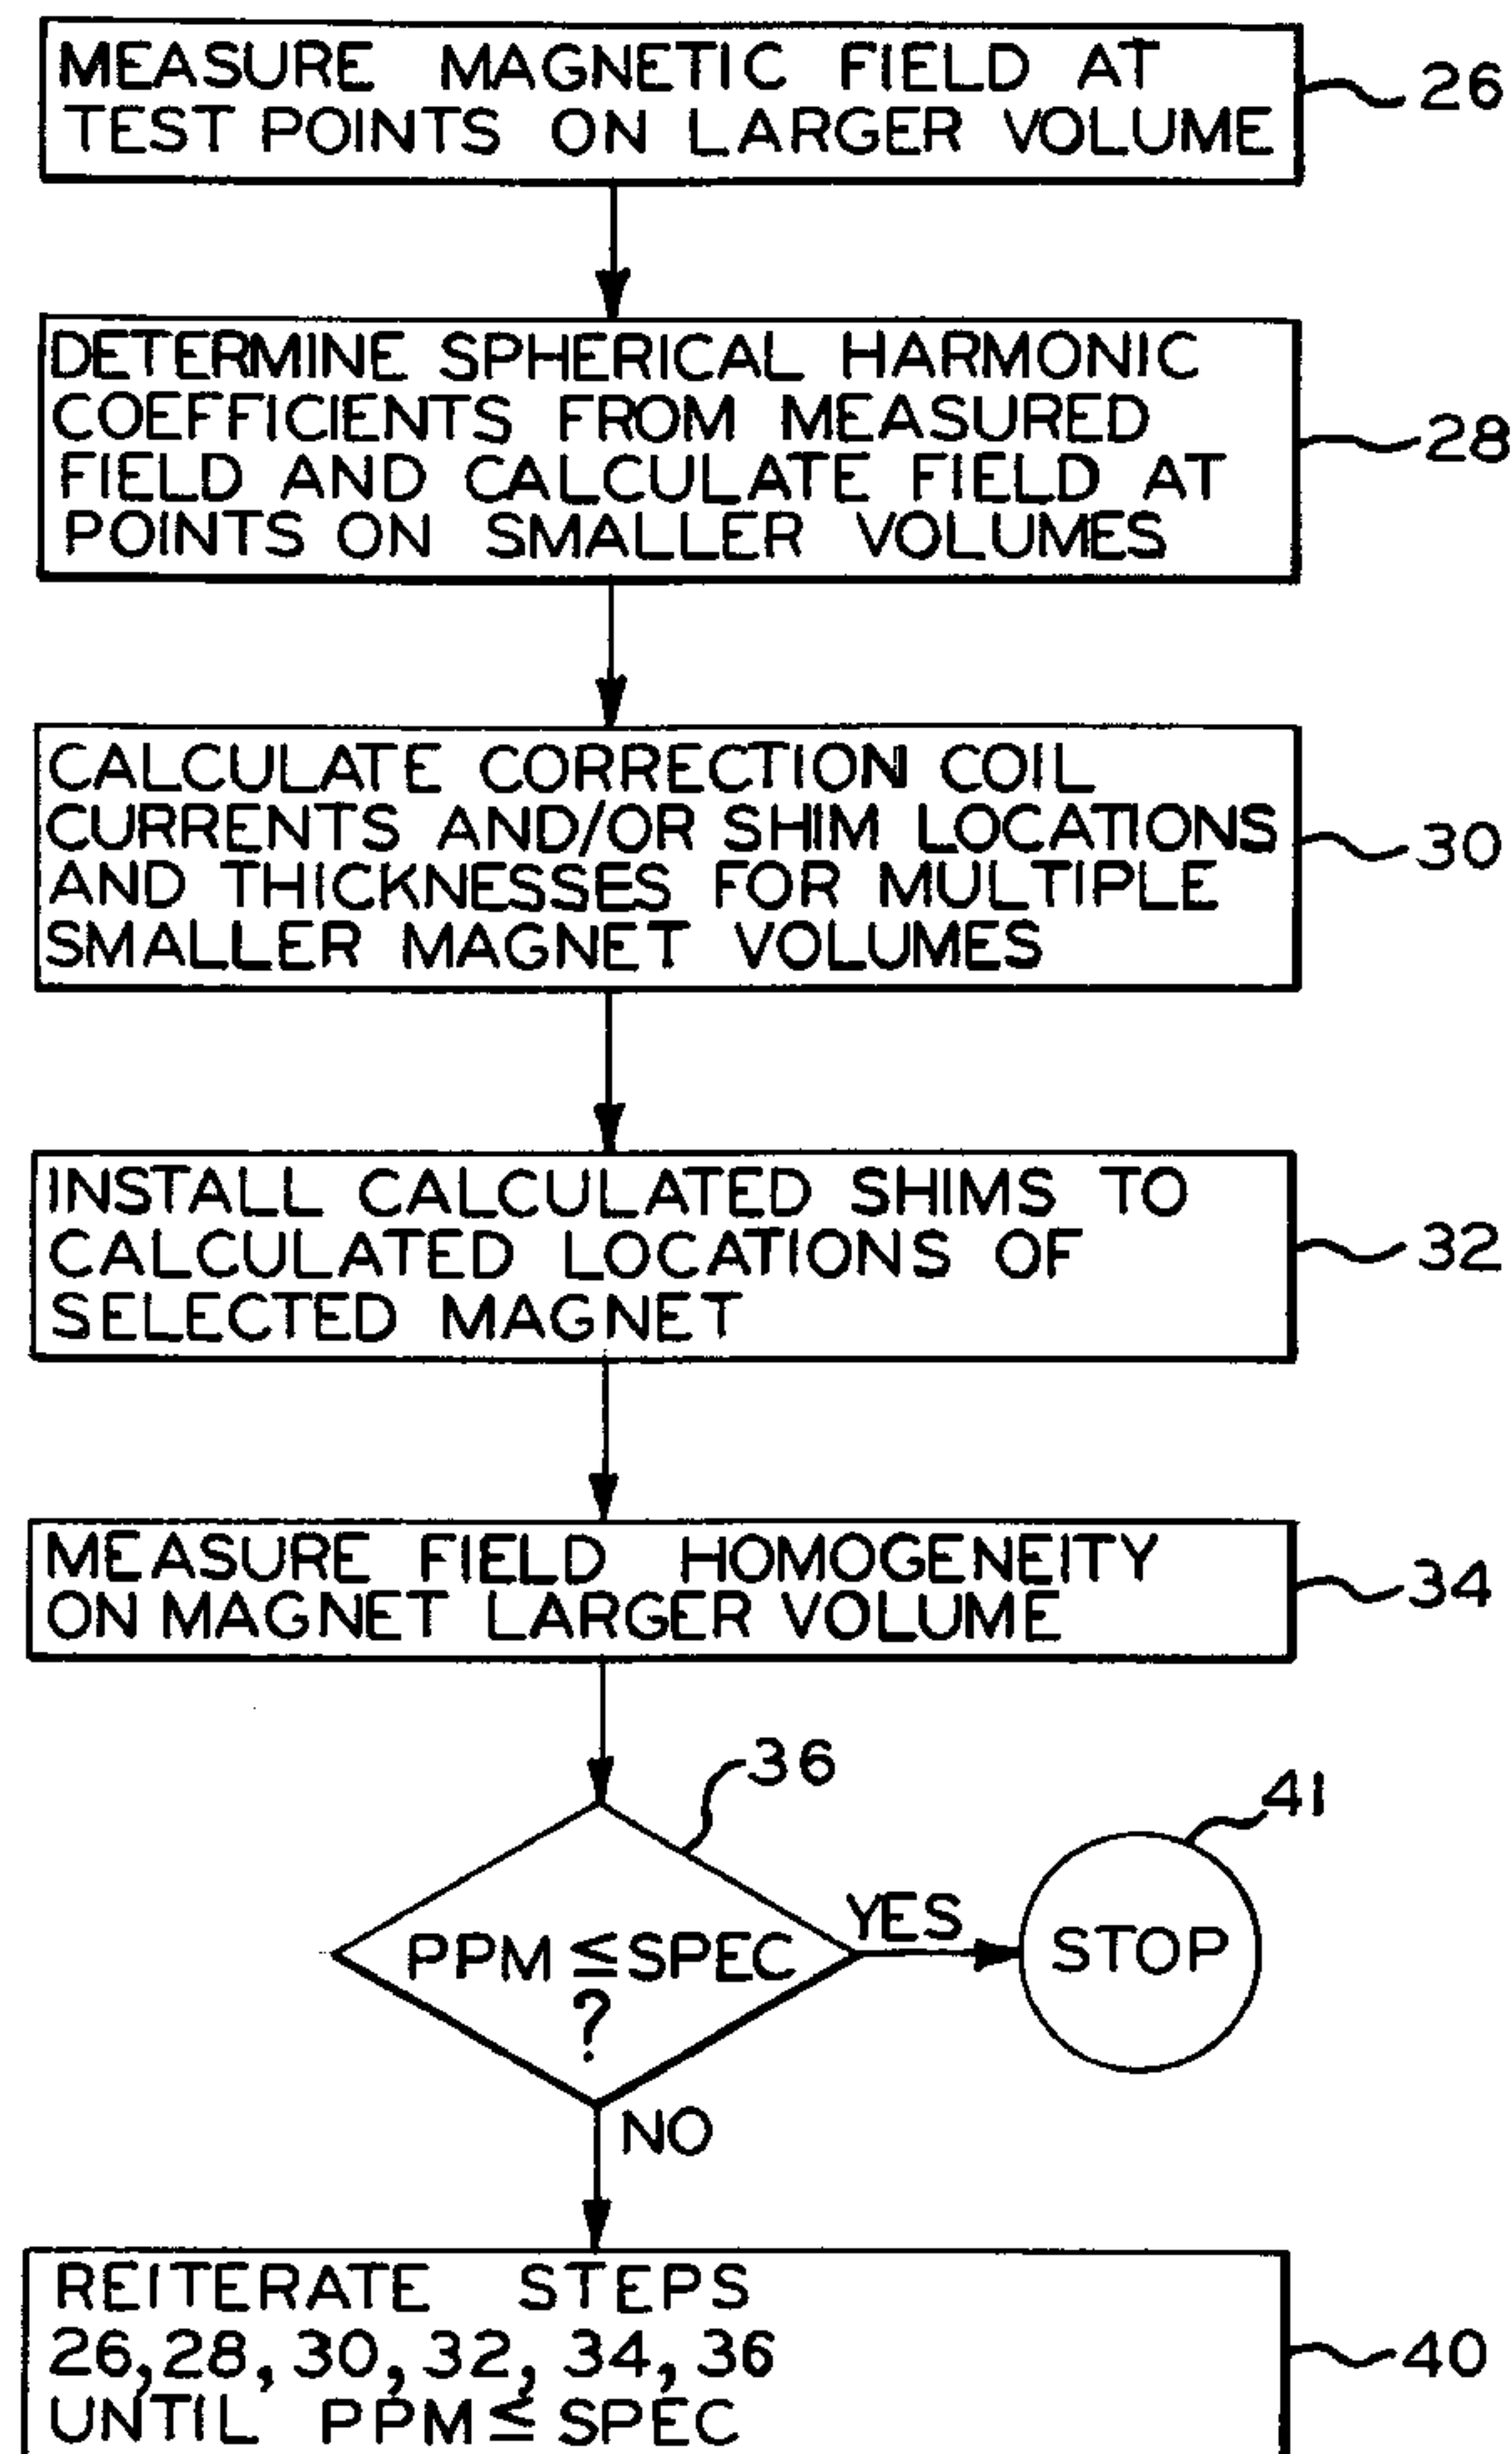 MEASURE MAGNETIC FIELD AT
TEST POINTS ON LARGER VOLUME
26
DETERMINE SPHERICAL HARMONIC
COEFFICIENTS FROM MEASURED
FIELD AND CALCULATE FIELD AT
POINTS ON SMALLER VOLUMES
28
CALCULATE CORRECTION COIL
CURRENTS AND/OR SHIM LOCATIONS
AND THICKNESSES FOR MULTIPLE
SMALLER MAGNET VOLUMES
30
INSTALL CALCULATED SHIMS TO
CALCULATED LOCATIONS OF
SELECTED MAGNET
32
MEASURE FIELD HOMOGENEITY
ON MAGNET LARGER VOLUME
34
36
PPM ≤ SPEC
?
YES
41
STOP
NO
REITERATE STEPS
26, 28, 30, 32, 34, 36
UNTIL PPM ≤ SPEC
40